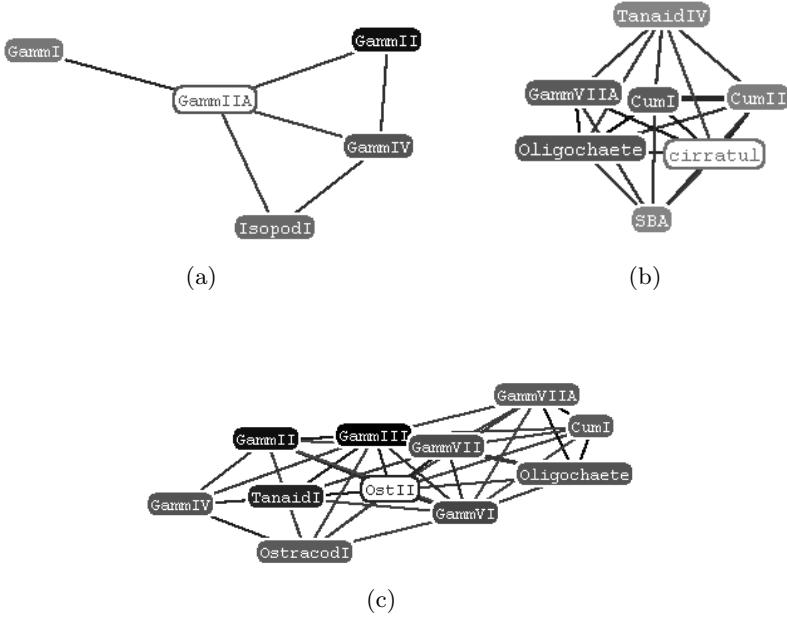 GammI
GammII
GammIIA
GammIV
IsopodI
(a)
TanaidIV
GammVIIA
CumI
CumII
Oligochaete
cirratul
SBA
(b)
GammVIIA
GammII
GammIII
GammVII
CumI
Oligochaete
GammIV
TanaidI
OstII
GammVI
OstracodI
(c)